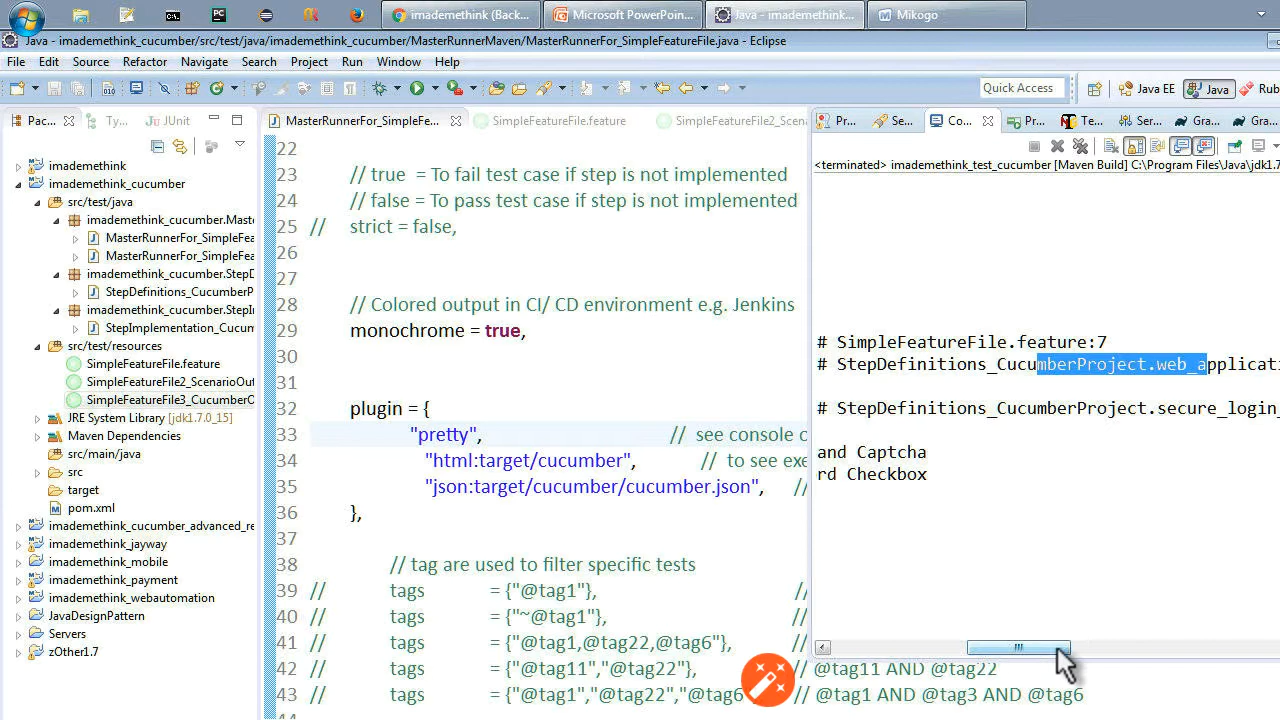 imademethink (Back...
Microsoft PowerPoin...
Java - imademethink...
Mikogo
Java - imademethink_cucumber/src/test/java/imademethink_cucumber/MasterRunnerMaven/MasterRunnerFor_SimpleFeatureFile.java - Eclipse
File Edit Source Refactor Navigate Search Project Run Window Help
Quick Access
Java EE
Java
Rub
Pac...
Ty...
JUnit
MasterRunnerFor_SimpleFe...
SimpleFeatureFile.feature
SimpleFeatureFile2_Scena
Pr...
Se...
Co...
Pr...
Te...
Ser...
Gra...
Gra...
<terminated> imademethink_test_cucumber [Maven Build] C:\Program Files\Java\jdk1.7
imademethink
imademethink_cucumber
src/test/java
imademethink_cucumber.Mast
MasterRunnerFor_SimpleFea
MasterRunnerFor_SimpleFea
imademethink_cucumber.StepD
StepDefinitions_CucumberP
imademethink_cucumber.StepIn
StepImplementation_Cucum
src/test/resources
SimpleFeatureFile.feature
SimpleFeatureFile2_ScenarioOut
SimpleFeatureFile3_CucumberO
JRE System Library [jdk1.7.0_15]
Maven Dependencies
src/main/java
src
target
pom.xml
imademethink_cucumber_advanced_re
imademethink_jayway
imademethink_mobile
imademethink_payment
imademethink_webautomation
JavaDesignPattern
Servers
zOther1.7
22
23 // true = To fail test case if step is not implemented
24 // false = To pass test case if step is not implemented
25 // strict = false,
26
27
28 // Colored output in CI/ CD environment e.g. Jenkins
29 monochrome = true,
30
31
32 plugin = {
33 "pretty", // see console o
34 "html:target/cucumber", // to see exe
35 "json:target/cucumber/cucumber.json", //
36 },
37
38 // tag are used to filter specific tests
39 // tags = {"@tag1"}, //
40 // tags = {"~@tag1"}, //
41 // tags = {"@tag1,@tag22,@tag6"}, //
42 // tags = {"@tag11","@tag22"}, // @tag11 AND @tag22
43 // tags = {"@tag1","@tag22","@tag6 // @tag1 AND @tag3 AND @tag6
# SimpleFeatureFile.feature:7
# StepDefinitions_CucumberProject.web_applicati
# StepDefinitions_CucumberProject.secure_login_
and Captcha
rd Checkbox